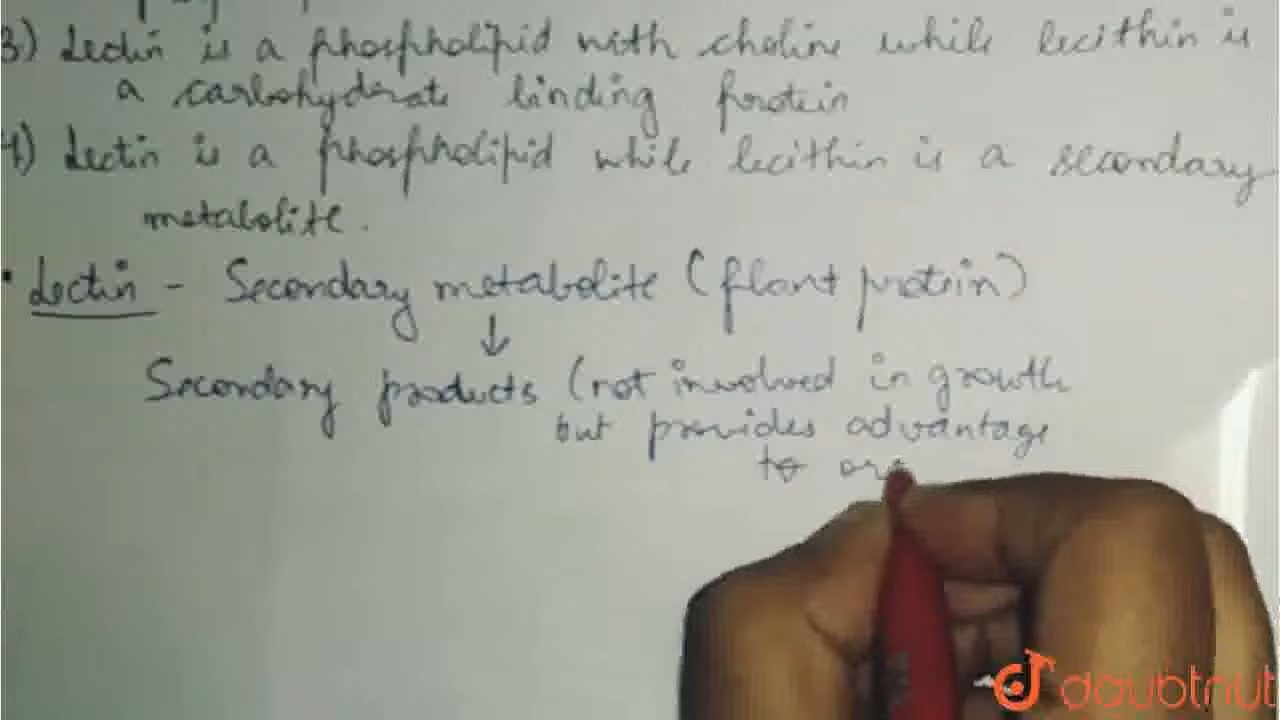 3) Lectin is a phospholipid with choline while lecithin is
a carbohydrate binding protein
4) Lectin is a phospholipid while lecithin is a secondary
metabolite.
• Lectin - Secondary metabolite (plant protein)
↓
Secondary products (not involved in growth
but provides advantage
to
doubtnut